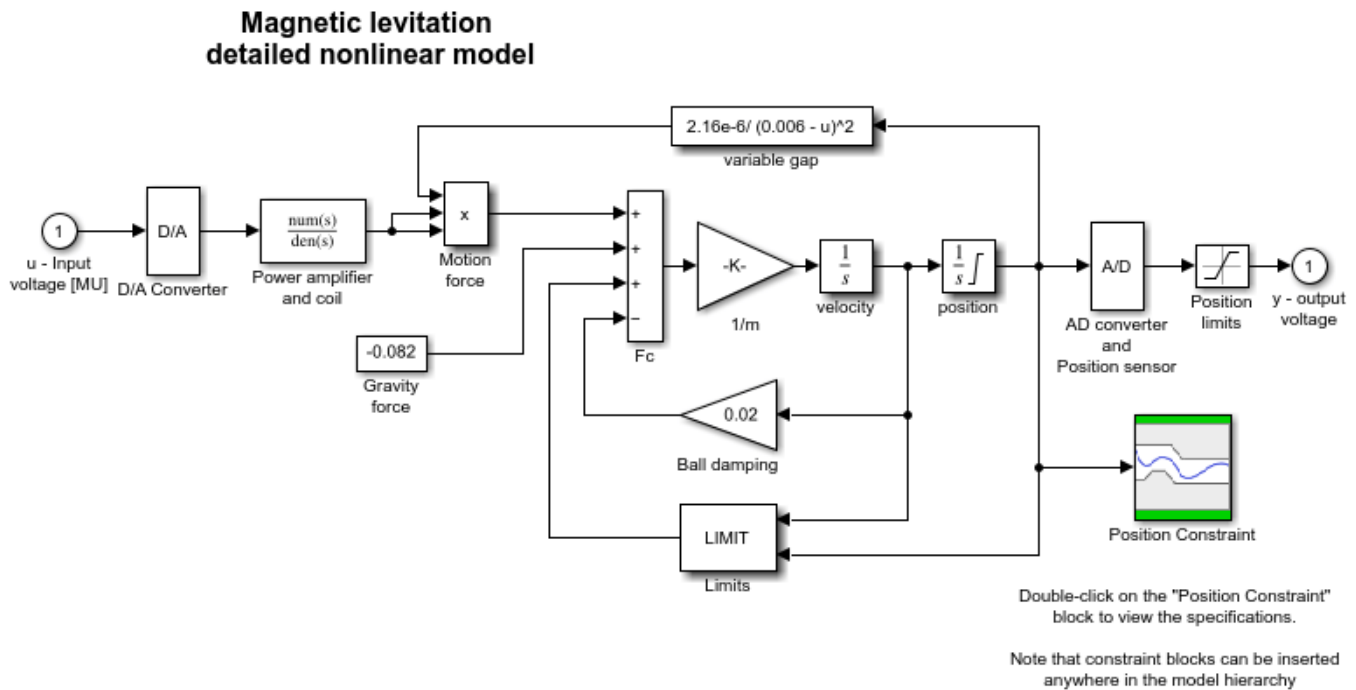 Magnetic levitation
detailed nonlinear model
2.16e-6/ (0.006 - u)^2
variable gap
1
u - Input
voltage [MU]
D/A
D/A Converter
num(s)
den(s)
Power amplifier
and coil
x
Motion
force
-0.082
Gravity
force
+
+
+
−
Fc
-K-
1/m
1
s
velocity
1
s
position
A/D
AD converter
and
Position sensor
Position
limits
1
y - output
voltage
0.02
Ball damping
LIMIT
Limits
Position Constraint
Double-click on the "Position Constraint"
block to view the specifications.
Note that constraint blocks can be inserted
anywhere in the model hierarchy